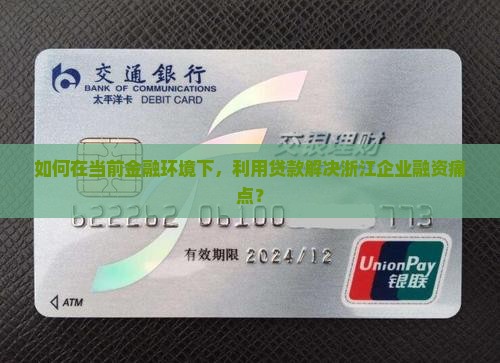 交通銀行
BANK OF COMMUNICATIONS
太平洋卡 DEBIT CARD
交银理财
如何在当前金融环境下，利用贷款解决浙江企业融资痛
点？
有效期限 2024/12
UnionPay
银联
ATM